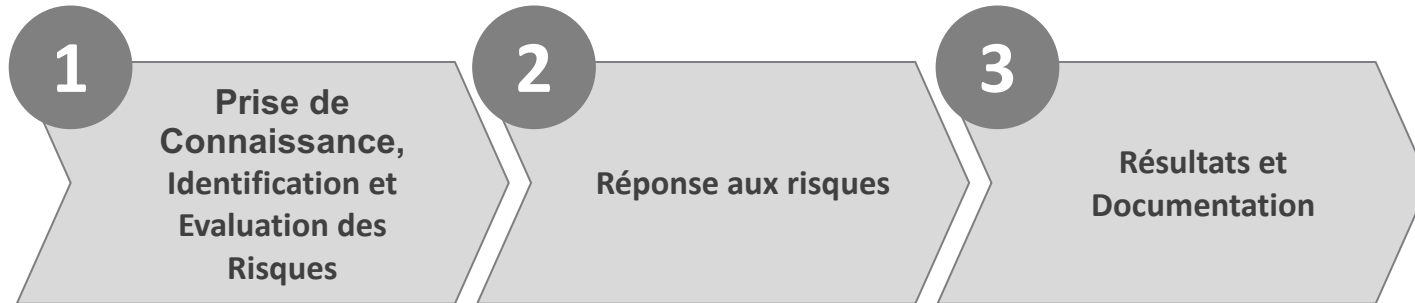 1
Prise de
Connaissance,
Identification et
Evaluation des
Risques
2
Réponse aux risques
3
Résultats et
Documentation